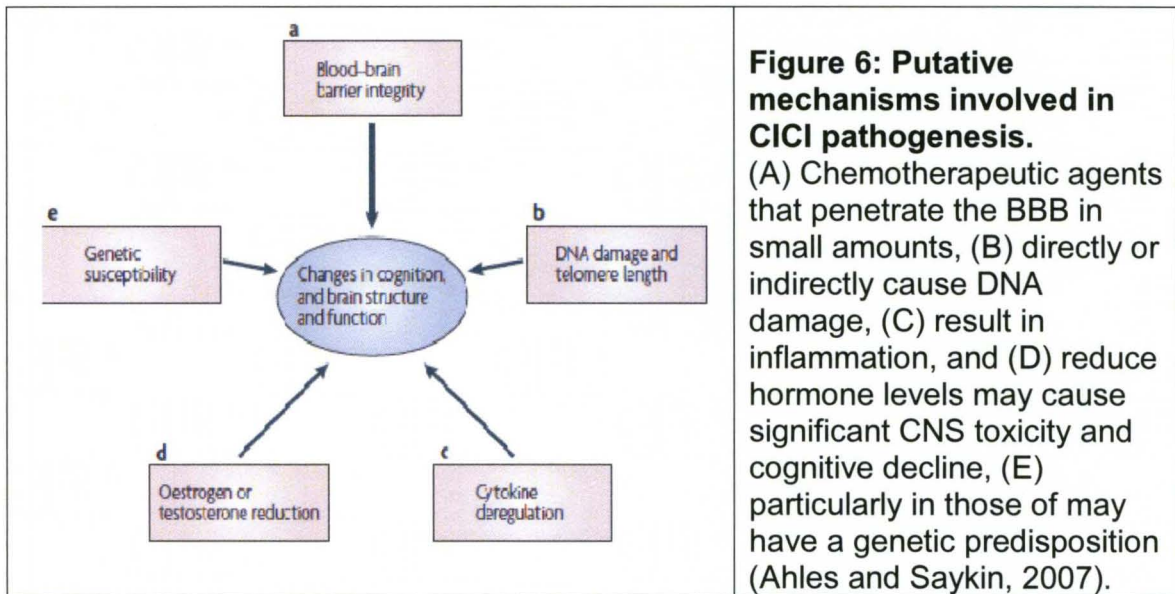 a
Blood–brain
barrier integrity
e
Genetic
susceptibility
b
DNA damage and
telomere length
Changes in cognition,
and brain structure
and function
d
Oestrogen or
testosterone reduction
c
Cytokine
deregulation
Figure 6: Putative
mechanisms involved in
CICI pathogenesis.
(A) Chemotherapeutic agents
that penetrate the BBB in
small amounts, (B) directly or
indirectly cause DNA
damage, (C) result in
inflammation, and (D) reduce
hormone levels may cause
significant CNS toxicity and
cognitive decline, (E)
particularly in those of may
have a genetic predisposition
(Ahles and Saykin, 2007).